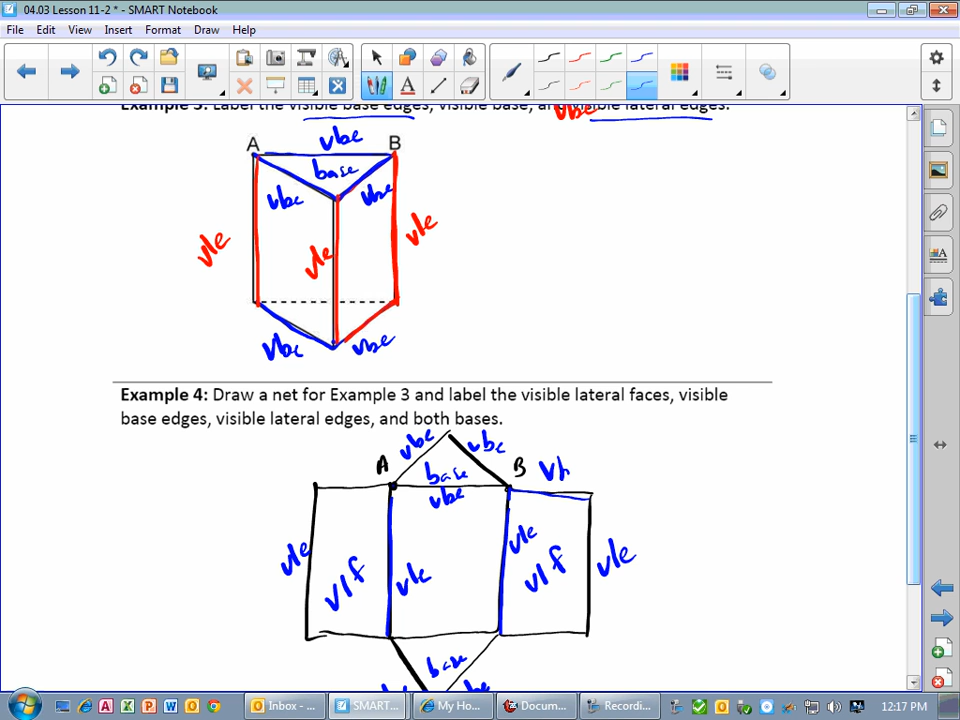 04.03 Lesson 11-2 * - SMART Notebook
File Edit View Insert Format Draw Help
Label the visible base edges, visible base, and visible lateral edges.
vbe
A vbe B
base
vbe vbe
vle vle vle
vbe vbe
Example 4: Draw a net for Example 3 and label the visible lateral faces, visible
base edges, visible lateral edges, and both bases.
vbe vbe
A base B
vbe
vle vlf vle vle vlf vle
base
Inbox - ... SMART... My Ho... Docum... Recordi... 12:17 PM